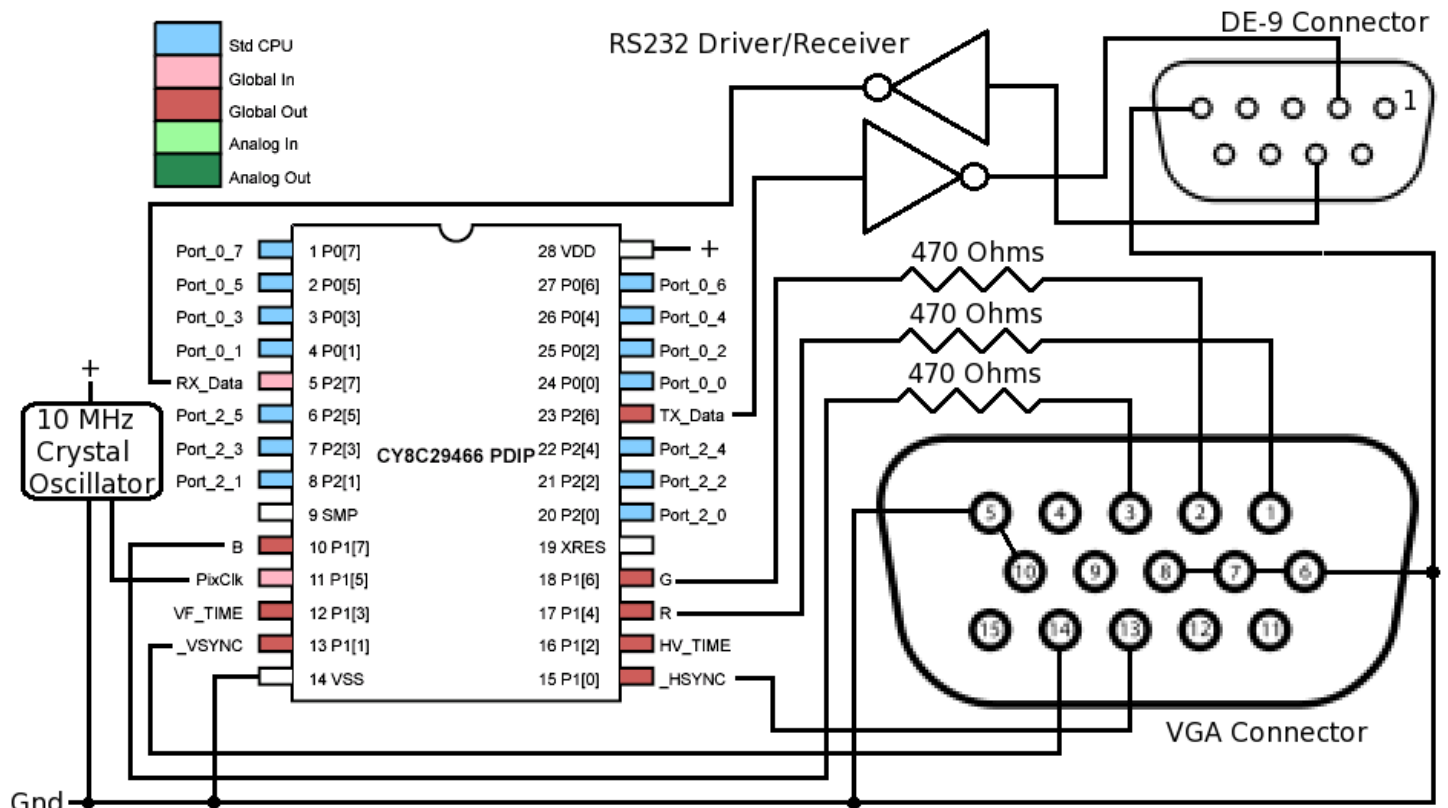 DE-9 Connector
RS232 Driver/Receiver
Std CPU
Global In
Global Out
Analog In
Analog Out
1
Port_0_7 1 P0[7] 28 VDD +
Port_0_5 2 P0[5] 27 P0[6] Port_0_6
Port_0_3 3 P0[3] 26 P0[4] Port_0_4
Port_0_1 4 P0[1] 25 P0[2] Port_0_2
RX_Data 5 P2[7] 24 P0[0] Port_0_0
Port_2_5 6 P2[5] 23 P2[6] TX_Data
Port_2_3 7 P2[3] 22 P2[4] Port_2_4
CY8C29466 PDIP
Port_2_1 8 P2[1] 21 P2[2] Port_2_2
9 SMP 20 P2[0] Port_2_0
B 10 P1[7] 19 XRES
PixClk 11 P1[5] 18 P1[6] G
VF_TIME 12 P1[3] 17 P1[4] R
_VSYNC 13 P1[1] 16 P1[2] HV_TIME
14 VSS 15 P1[0] _HSYNC
+
10 MHz
Crystal
Oscillator
470 Ohms
470 Ohms
470 Ohms
5 4 3 2 1
10 9 8 7 6
15 14 13 12 11
VGA Connector
Gnd